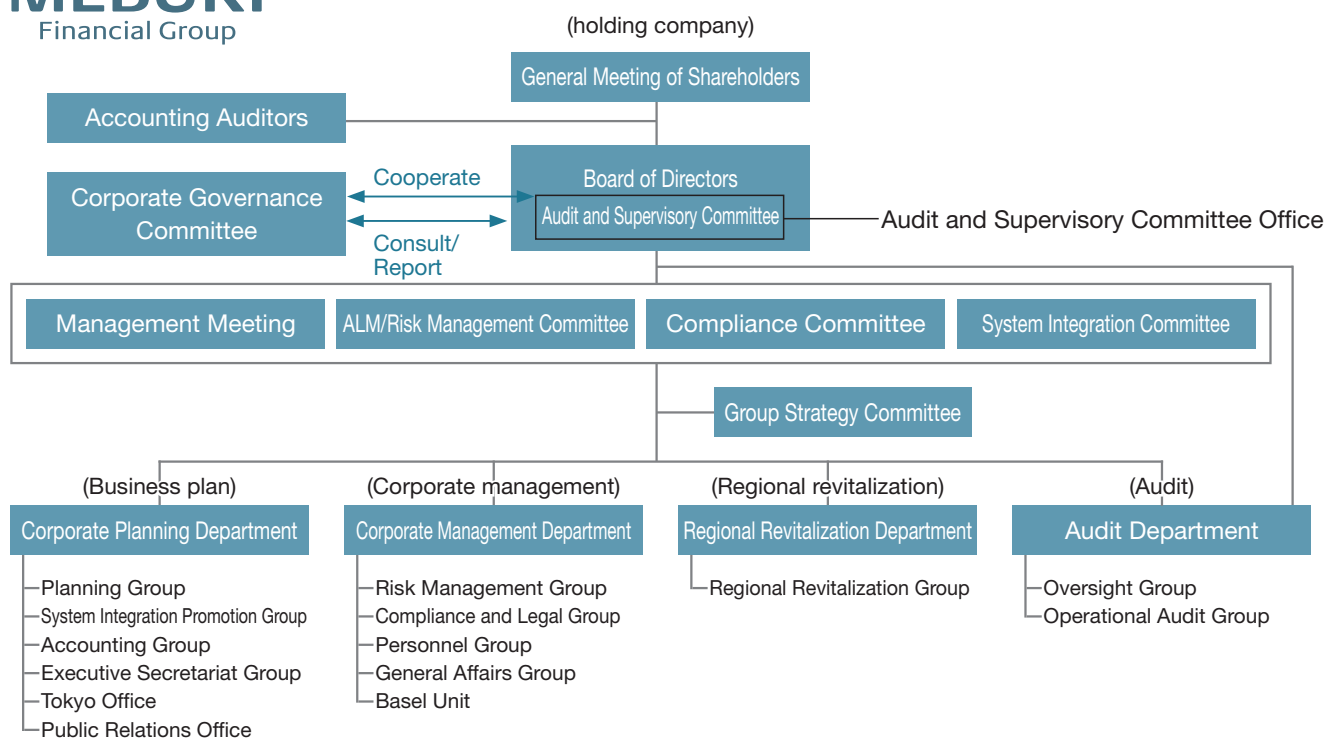 Financial Group
(holding company)
General Meeting of Shareholders
Accounting Auditors
Corporate Governance
Committee
Cooperate
Consult/
Report
Board of Directors
Audit and Supervisory Committee
Audit and Supervisory Committee Office
Management Meeting
ALM/Risk Management Committee
Compliance Committee
System Integration Committee
Group Strategy Committee
(Business plan)
Corporate Planning Department
Planning Group
System Integration Promotion Group
Accounting Group
Executive Secretariat Group
Tokyo Office
Public Relations Office
(Corporate management)
Corporate Management Department
Risk Management Group
Compliance and Legal Group
Personnel Group
General Affairs Group
Basel Unit
(Regional revitalization)
Regional Revitalization Department
Regional Revitalization Group
(Audit)
Audit Department
Oversight Group
Operational Audit Group